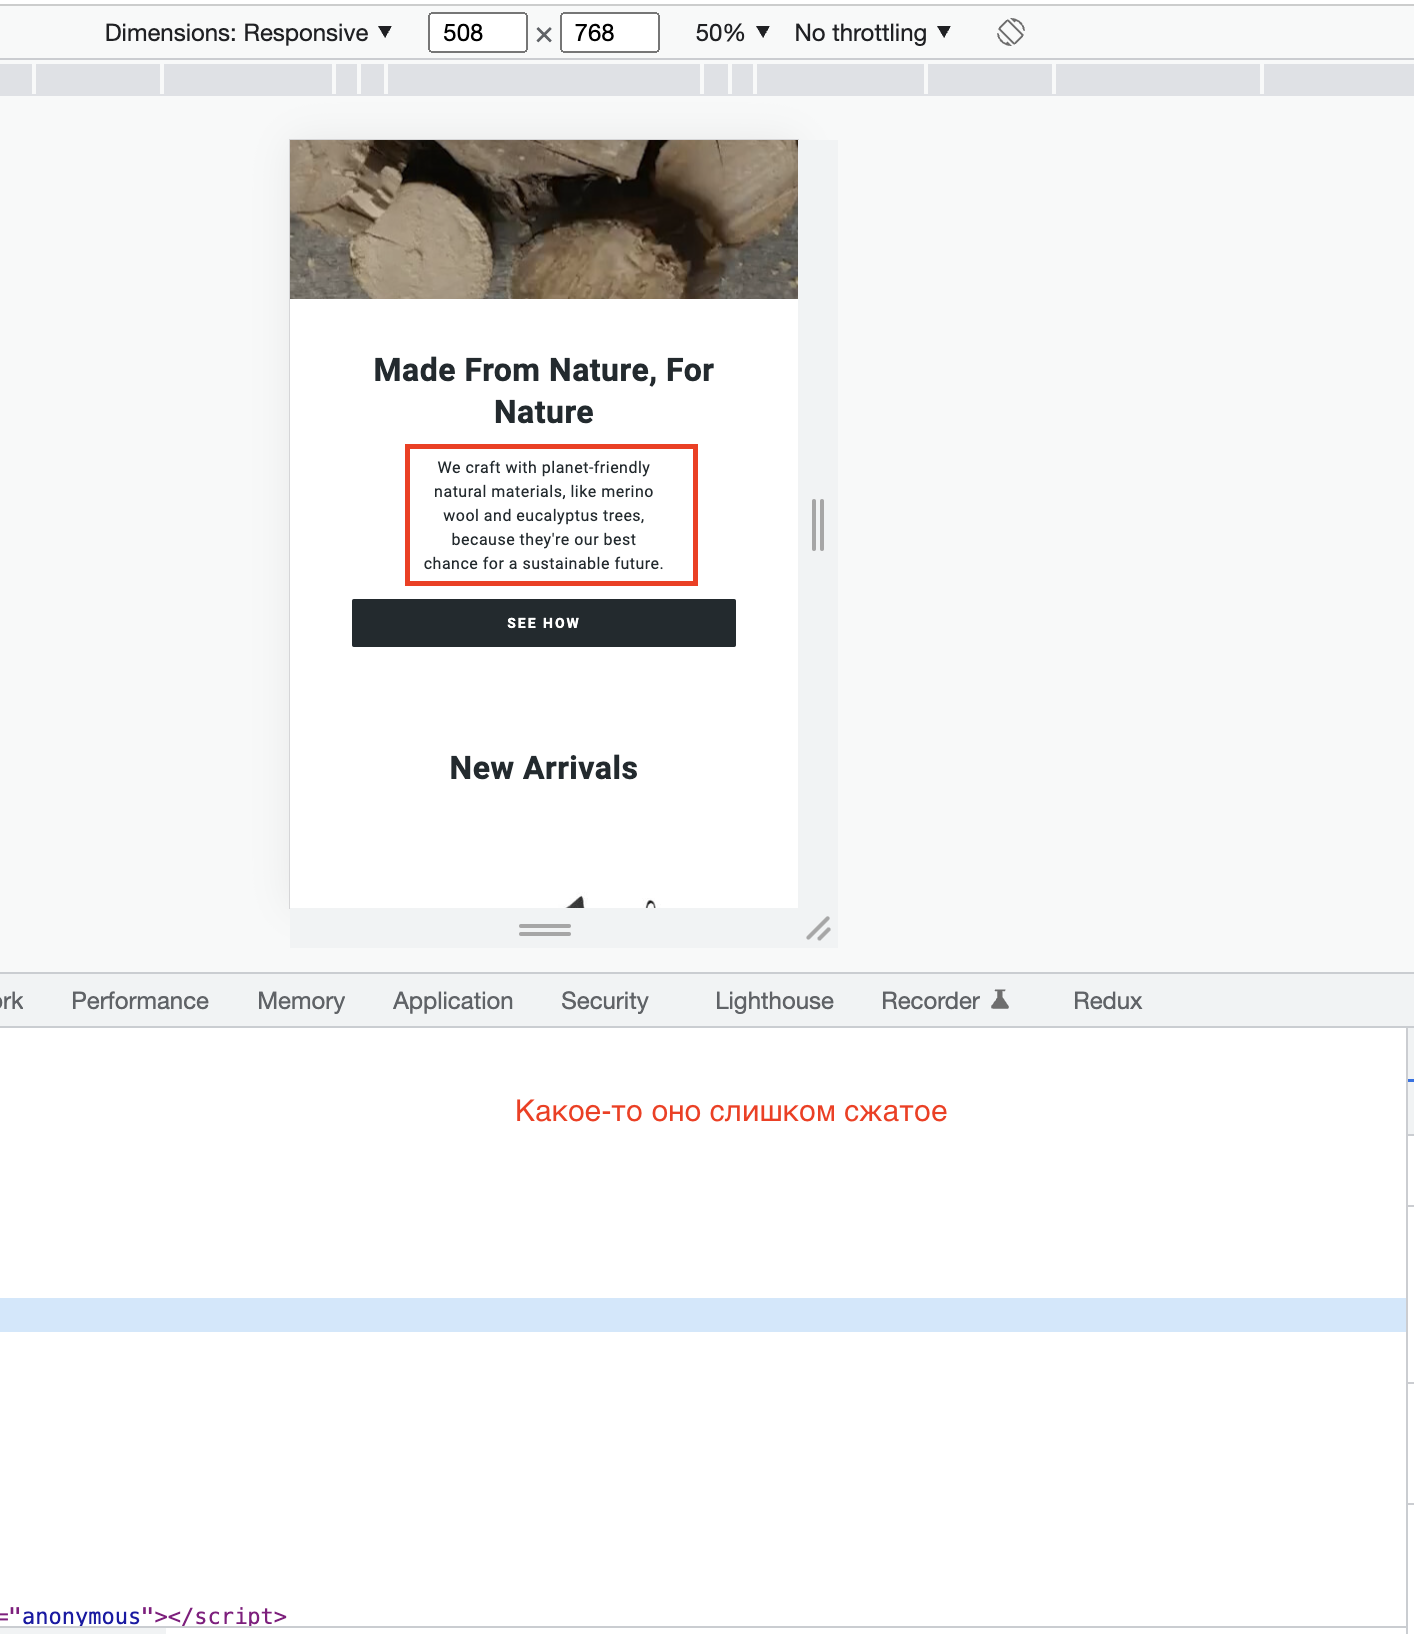 Dimensions: Responsive ▼ 508 × 768 50% ▼ No throttling ▼
Made From Nature, For
Nature
We craft with planet-friendly
natural materials, like merino
wool and eucalyptus trees,
because they're our best
chance for a sustainable future.
SEE HOW
New Arrivals
ork Performance Memory Application Security Lighthouse Recorder Redux
Какое-то оно слишком сжатое
="anonymous"></script>